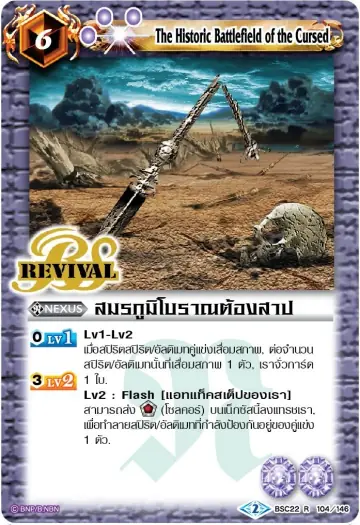 6
The Historic Battlefield of the Cursed
RS
REVIVAL
NEXUS
สมรภูมิโบราณต้องสาป
0 LV1
3 LV2
Lv1-Lv2
เมื่อสปิริตสปิริต/อัลติเมทคู่แข่งเสื่อมสภาพ, ต่อจำนวน
สปิริต/อัลติเมทนั้นที่เสื่อมสภาพ 1 ตัว, เราจั่วการ์ด
1 ใบ.
Lv2 : Flash [แอทแท็คสเต็ปของเรา]
สามารถส่ง (โซลคอร์) บนเน็กซัสนี้ลงแทรชเรา,
เพื่อทำลายสปิริต/อัลติเมทที่กำลังป้องกันอยู่ของคู่แข่ง
1 ตัว.
© BNP/B,NBN
2
BSC22 R 104/146